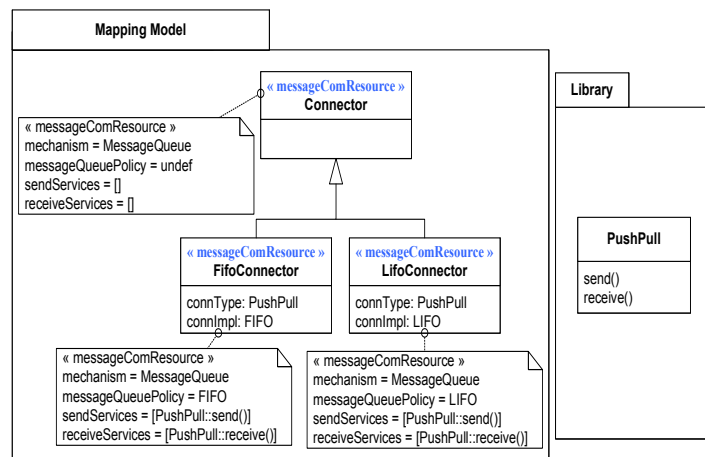 Mapping Model
« messageComResource »
Connector
« messageComResource »
mechanism = MessageQueue
messageQueuePolicy = undef
sendServices = []
receiveServices = []
« messageComResource »
FifoConnector
connType: PushPull
connImpl: FIFO
« messageComResource »
LifoConnector
connType: PushPull
connImpl: LIFO
« messageComResource »
mechanism = MessageQueue
messageQueuePolicy = FIFO
sendServices = [PushPull::send()]
receiveServices = [PushPull::receive()]
« messageComResource »
mechanism = MessageQueue
messageQueuePolicy = LIFO
sendServices = [PushPull::send()]
receiveServices = [PushPull::receive()]
Library
PushPull
send()
receive()